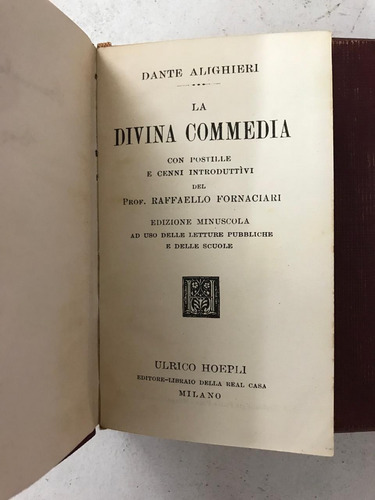 DANTE ALIGHIERI
LA
DIVINA COMMEDIA
CON POSTILLE
E CENNI INTRODUTTÌVI
DEL
PROF. RAFFAELLO FORNACIARI
EDIZIONE MINUSCOLA
AD USO DELLE LETTURE PUBBLICHE
E DELLE SCUOLE
H
ULRICO HOEPLI
EDITORE-LIBRAIO DELLA REAL CASA
MILANO